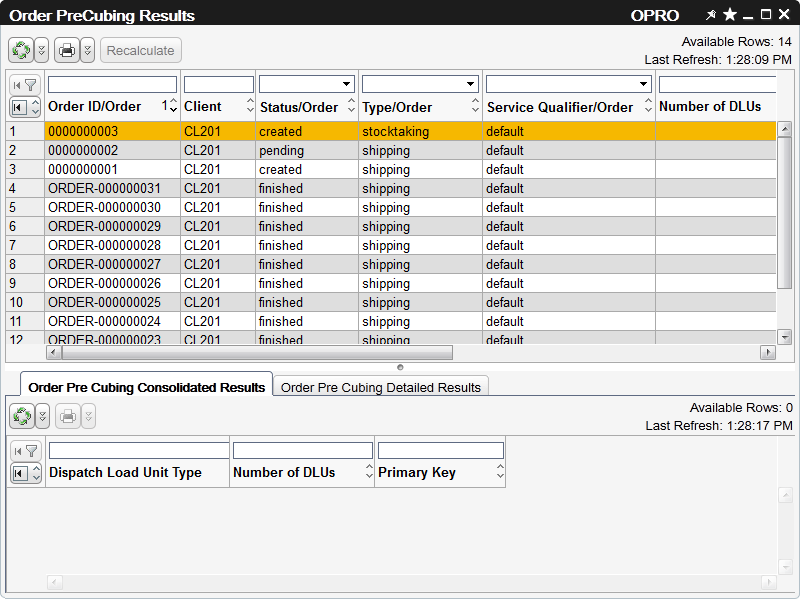 Order PreCubing Results OPRO
Recalculate Available Rows: 14
Last Refresh: 1:28:09 PM
Order ID/Order 1 Client Status/Order Type/Order Service Qualifier/Order Number of DLUs
1 0000000003 CL201 created stocktaking default
2 0000000002 CL201 pending shipping default
3 0000000001 CL201 created shipping default
4 ORDER-000000031 CL201 finished shipping default
5 ORDER-000000030 CL201 finished shipping default
6 ORDER-000000029 CL201 finished shipping default
7 ORDER-000000028 CL201 finished shipping default
8 ORDER-000000027 CL201 finished shipping default
9 ORDER-000000026 CL201 finished shipping default
10 ORDER-000000025 CL201 finished shipping default
11 ORDER-000000024 CL201 finished shipping default
12 ORDER-000000023 CL201 finished shipping default
Order Pre Cubing Consolidated Results Order Pre Cubing Detailed Results
Available Rows: 0
Last Refresh: 1:28:17 PM
Dispatch Load Unit Type Number of DLUs Primary Key